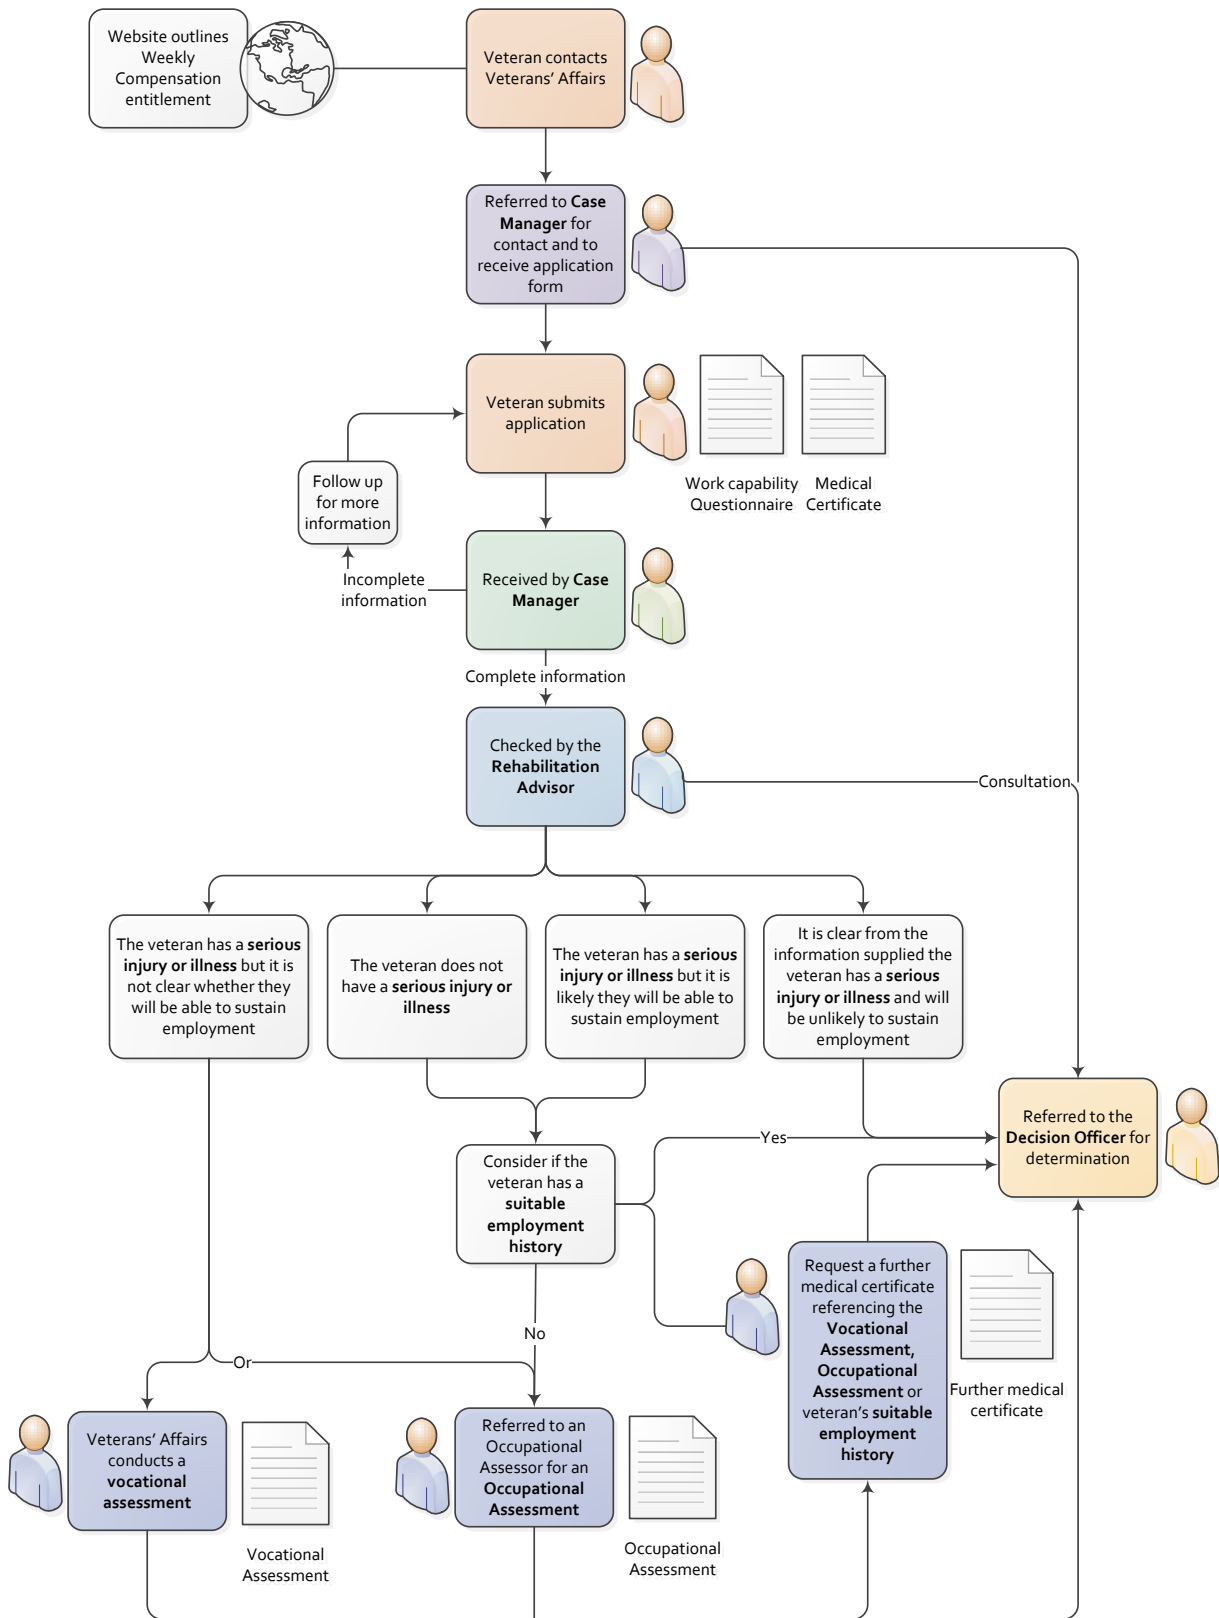 Website outlines
Weekly
Compensation
entitlement
Veteran contacts
Veterans’ Affairs
Referred to Case
Manager for
contact and to
receive application
form
Veteran submits
application
Work capability
Questionnaire
Medical
Certificate
Follow up
for more
information
Incomplete
information
Received by Case
Manager
Complete information
Checked by the
Rehabilitation
Advisor
Consultation
The veteran has a serious
injury or illness but it is
not clear whether they
will be able to sustain
employment
The veteran does not
have a serious injury or
illness
The veteran has a serious
injury or illness but it is
likely they will be able to
sustain employment
It is clear from the
information supplied the
veteran has a serious
injury or illness and will
be unlikely to sustain
employment
Referred to the
Decision Officer for
determination
Yes
Consider if the
veteran has a
suitable
employment
history
No
Or
Request a further
medical certificate
referencing the
Vocational
Assessment,
Occupational
Assessment or
veteran’s suitable
employment
history
Further medical
certificate
Veterans’ Affairs
conducts a
vocational
assessment
Vocational
Assessment
Referred to an
Occupational
Assessor for an
Occupational
Assessment
Occupational
Assessment